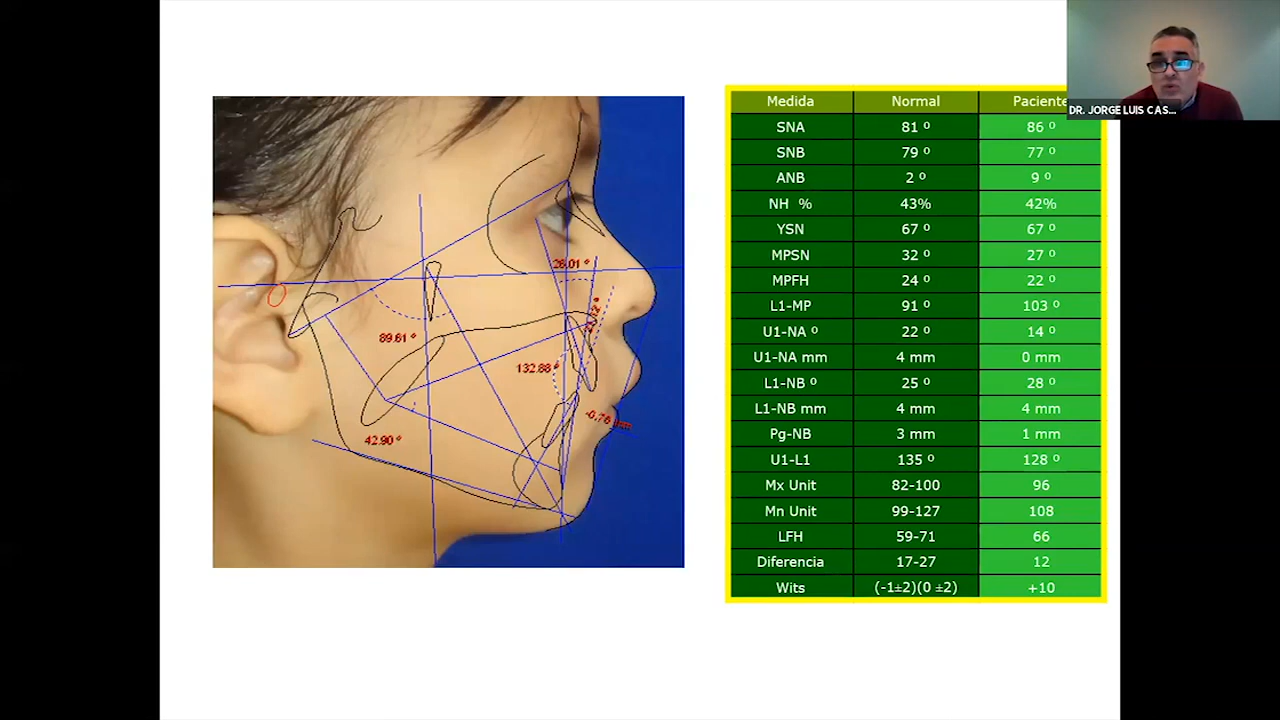 DR. JORGE LUIS CAS...
Medida Normal Paciente
SNA 81 º 86 º
SNB 79 º 77 º
ANB 2 º 9 º
NH % 43% 42%
YSN 67 º 67 º
MPSN 32 º 27 º
MPFH 24 º 22 º
L1-MP 91 º 103 º
U1-NA º 22 º 14 º
U1-NA mm 4 mm 0 mm
L1-NB º 25 º 28 º
L1-NB mm 4 mm 4 mm
Pg-NB 3 mm 1 mm
U1-L1 135 º 128 º
Mx Unit 82-100 96
Mn Unit 99-127 108
LFH 59-71 66
Diferencia 17-27 12
Wits (-1±2)(0 ±2) +10
89.61 º
132.88 º
42.90 º